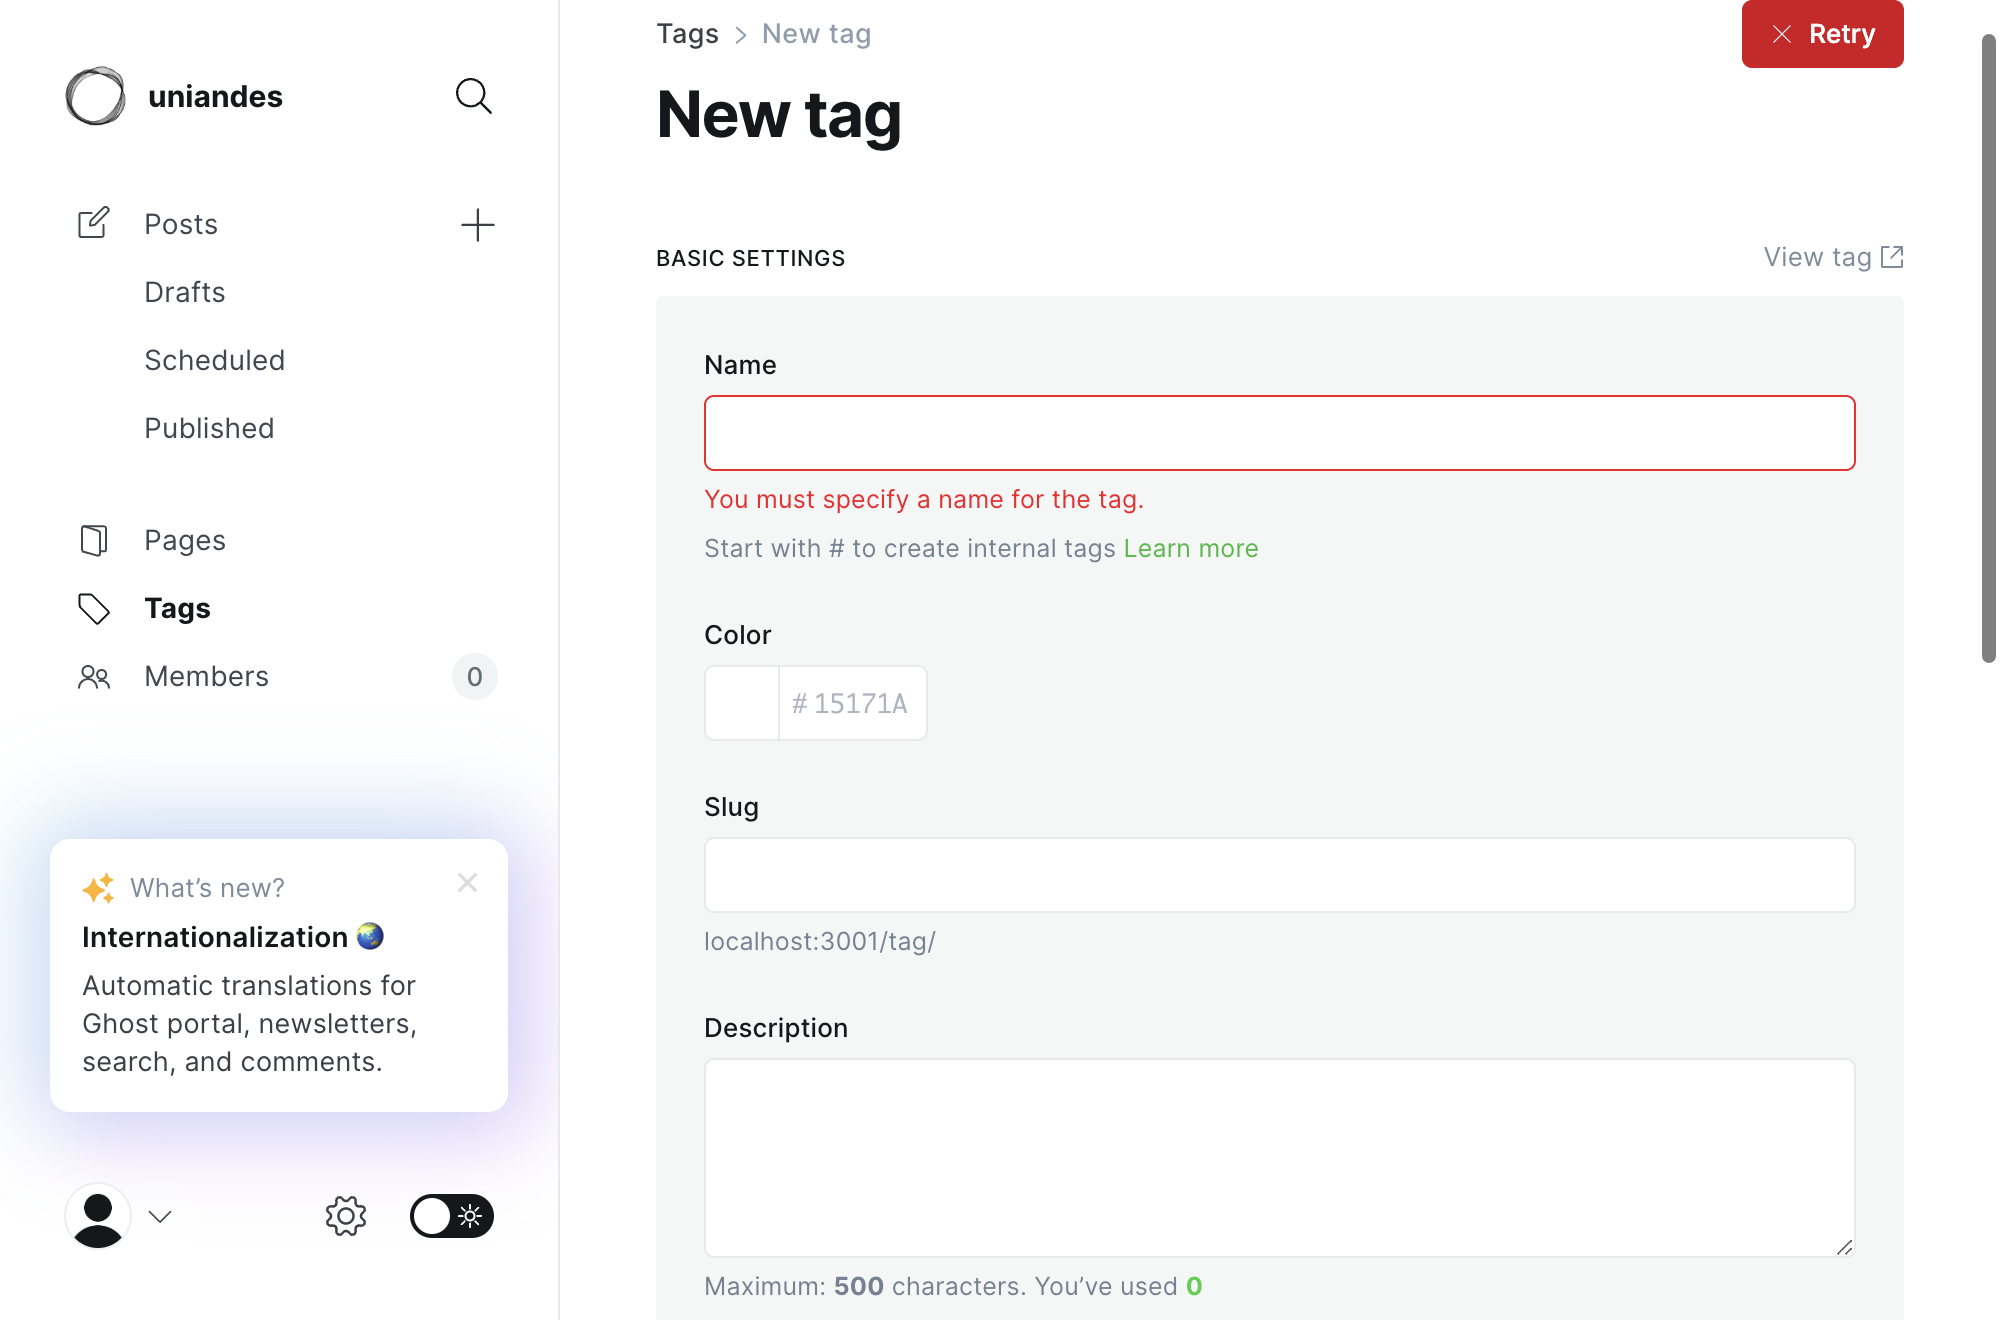 uniandes
Posts
Drafts
Scheduled
Published
Pages
Tags
Members
0
What’s new?
Internationalization
Automatic translations for
Ghost portal, newsletters,
search, and comments.
Tags > New tag
Retry
New tag
BASIC SETTINGS
View tag
Name
You must specify a name for the tag.
Start with # to create internal tags Learn more
Color
# 15171A
Slug
localhost:3001/tag/
Description
Maximum: 500 characters. You’ve used 0